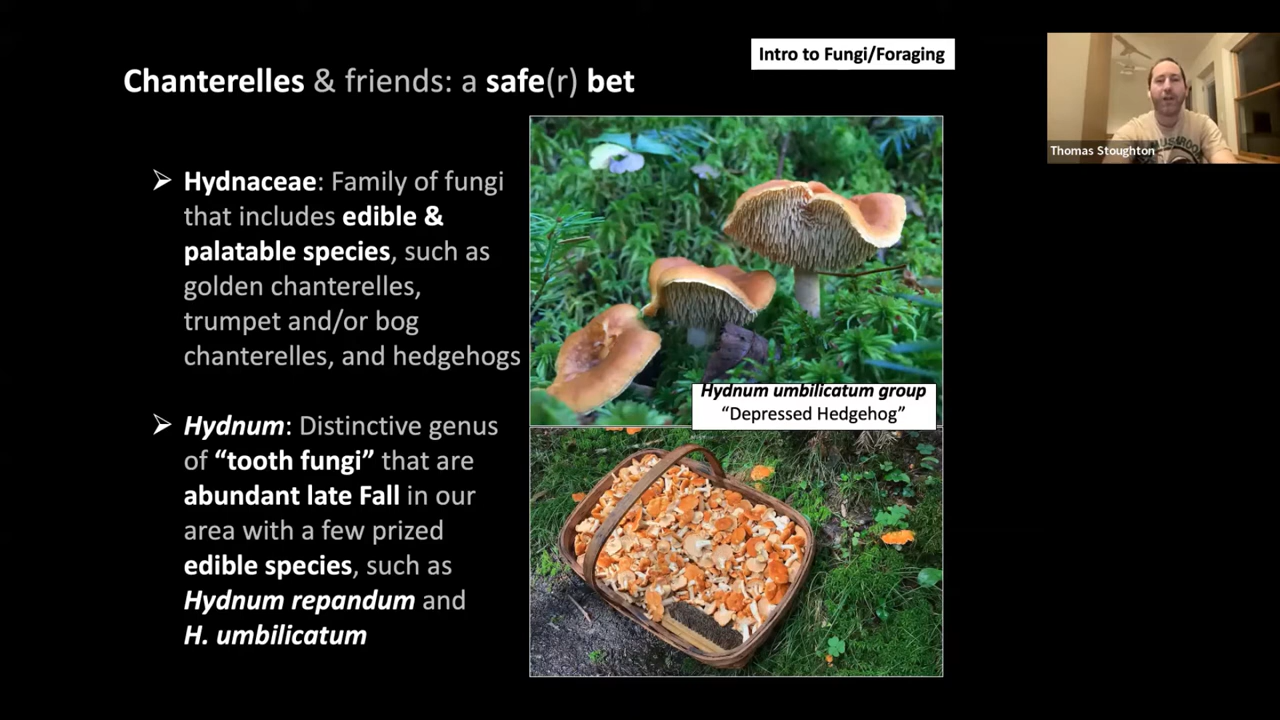 Intro to Fungi/Foraging
Chanterelles & friends: a safe(r) bet
Thomas Stoughton
➢ Hydnaceae: Family of fungi
that includes edible &
palatable species, such as
golden chanterelles,
trumpet and/or bog
chanterelles, and hedgehogs
Hydnum umbilicatum group
“Depressed Hedgehog”
➢ Hydnum: Distinctive genus
of “tooth fungi” that are
abundant late Fall in our
area with a few prized
edible species, such as
Hydnum repandum and
H. umbilicatum